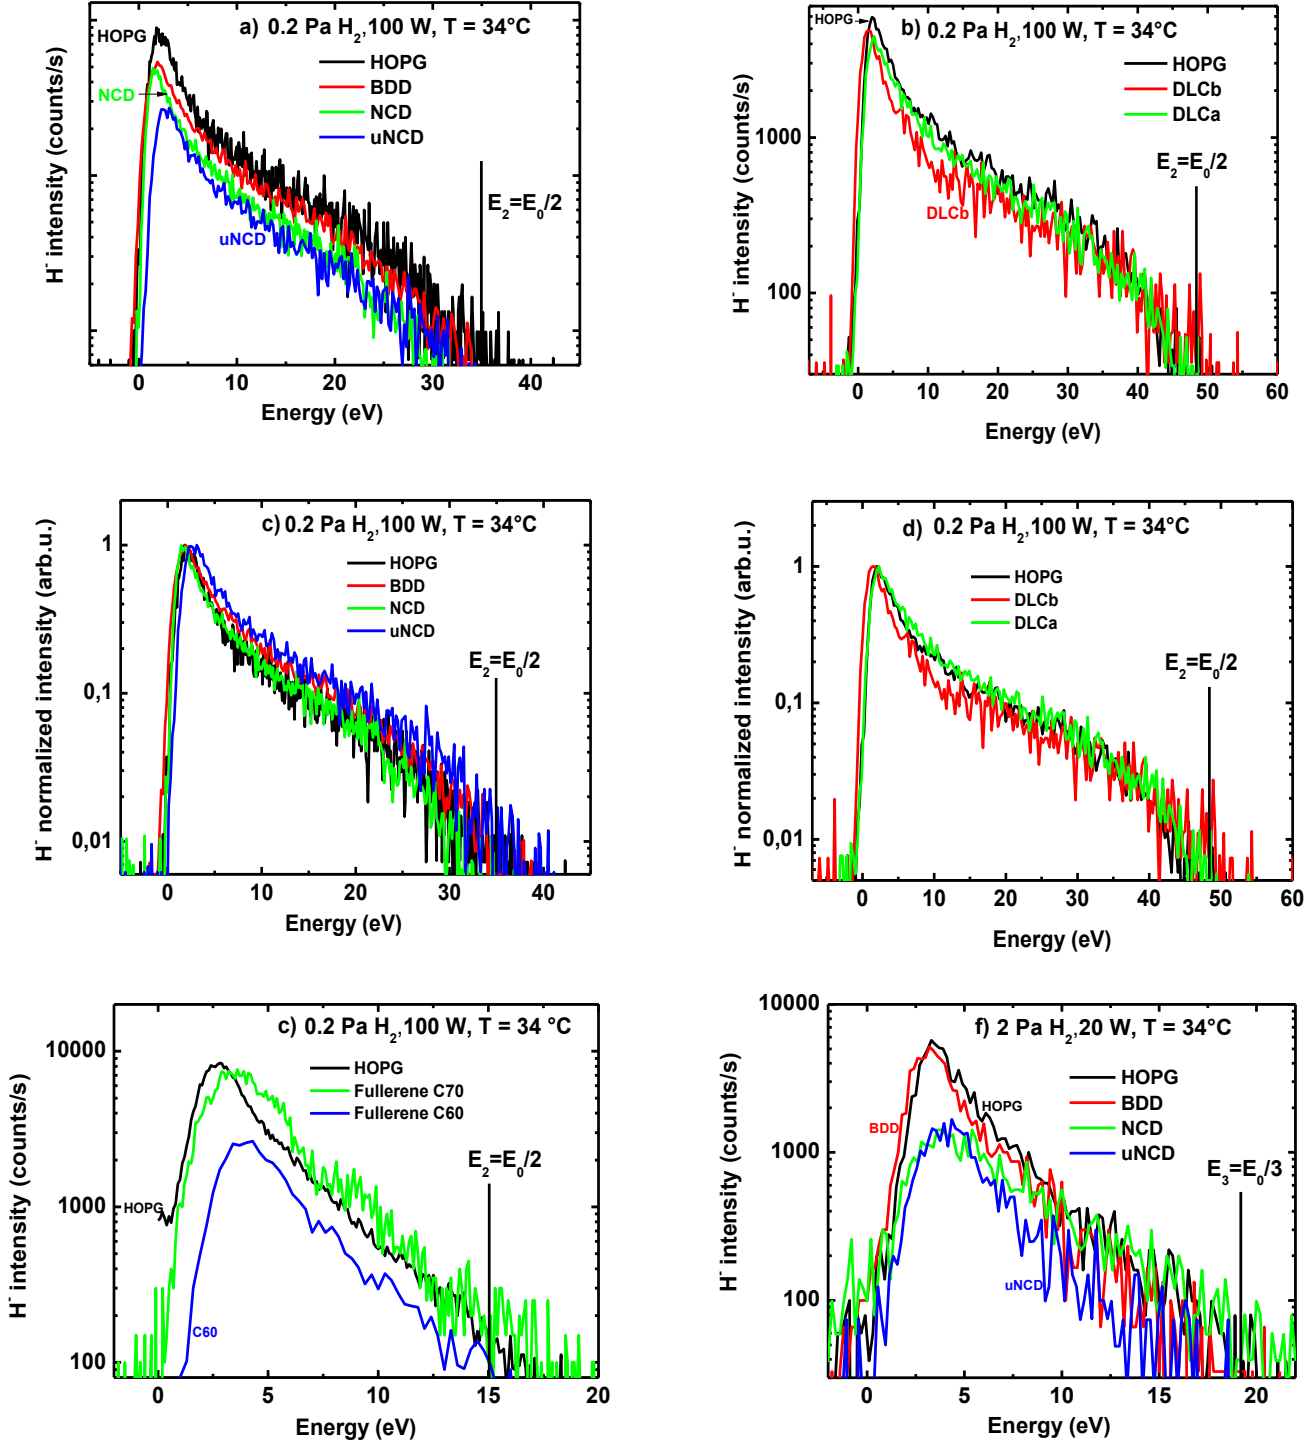 a) 0.2 Pa H₂,100 W, T = 34°C
HOPG
HOPG
BDD
NCD
uNCD
NCD
uNCD
E₂=E₀/2
H⁻ intensity (counts/s)
0 10 20 30 40
Energy (eV)
b) 0.2 Pa H₂,100 W, T = 34°C
HOPG
HOPG
DLCb
DLCa
1000
E₂=E₀/2
DLCb
100
H⁻ intensity (counts/s)
0 10 20 30 40 50 60
Energy (eV)
c) 0.2 Pa H₂,100 W, T = 34°C
1
HOPG
BDD
NCD
uNCD
E₂=E₀/2
0,1
0,01
H⁻ normalized intensity (arb.u.)
0 10 20 30 40
Energy (eV)
d) 0.2 Pa H₂,100 W, T = 34°C
1
HOPG
DLCb
DLCa
E₂=E₀/2
0,1
0,01
H⁻ normalized intensity (arb.u.)
0 10 20 30 40 50 60
Energy (eV)
c) 0.2 Pa H₂,100 W, T = 34 °C
10000
HOPG
Fullerene C70
Fullerene C60
E₂=E₀/2
1000
HOPG
C60
100
H⁻ intensity (counts/s)
0 5 10 15 20
Energy (eV)
10000
f) 2 Pa H₂,20 W, T = 34°C
HOPG
BDD
NCD
uNCD
HOPG
BDD
1000
E₃=E₀/3
uNCD
100
H⁻ intensity (counts/s)
0 5 10 15 20
Energy (eV)